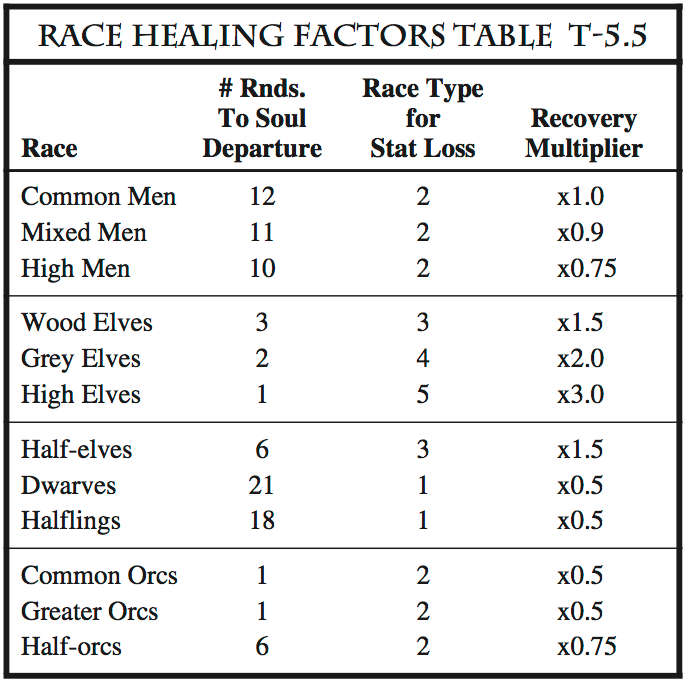 RACE HEALING FACTORS TABLE T-5.5
# Rnds. Race Type
To Soul for Recovery
Race Departure Stat Loss Multiplier
Common Men 12 2 x1.0
Mixed Men 11 2 x0.9
High Men 10 2 x0.75
Wood Elves 3 3 x1.5
Grey Elves 2 4 x2.0
High Elves 1 5 x3.0
Half-elves 6 3 x1.5
Dwarves 21 1 x0.5
Halflings 18 1 x0.5
Common Orcs 1 2 x0.5
Greater Orcs 1 2 x0.5
Half-orcs 6 2 x0.75